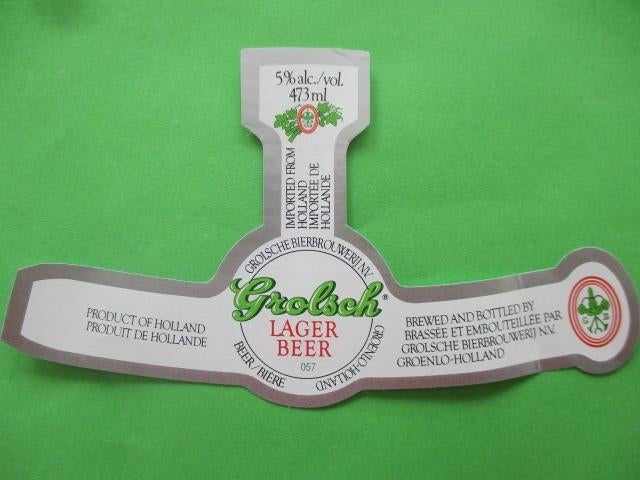 5% alc./vol.
473 ml
IMPORTED FROM
HOLLAND
IMPORTÉE DE
HOLLANDE
GROLSCHE BIERBROUWERIJ N.V.
Grolsch®
LAGER
BEER
057
BEER/BIÈRE
GROENLO-HOLLAND
PRODUCT OF HOLLAND
PRODUIT DE HOLLANDE
BREWED AND BOTTLED BY
BRASSÉE ET EMBOUTEILLÉE PAR
GROLSCHE BIERBROUWERIJ N.V.
GROENLO-HOLLAND
G B